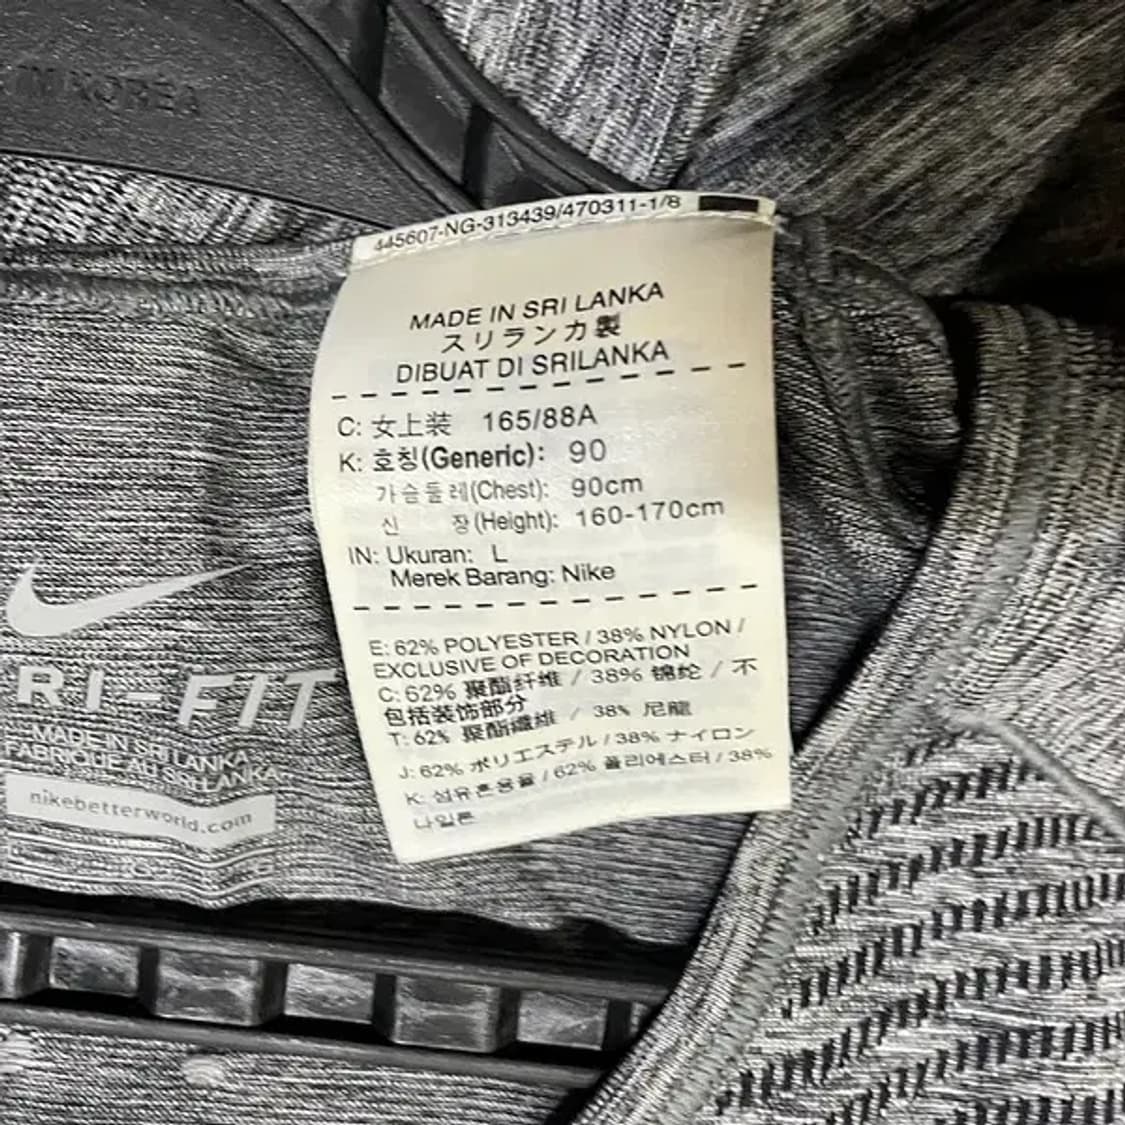 IN KOREA
445607-NG-313439/470311-1/8
MADE IN SRI LANKA
スリランカ製
DIBUAT DI SRILANKA
C: 女上装 165/88A
K: 호칭(Generic): 90
가슴둘레(Chest): 90cm
신 장(Height): 160-170cm
IN: Ukuran: L
Merek Barang: Nike
E: 62% POLYESTER / 38% NYLON /
EXCLUSIVE OF DECORATION
C: 62% 聚酯纤维 / 38% 锦纶 / 不
包括装饰部分
T: 62% 聚酯纖維 / 38% 尼龍
J: 62% ポリエステル / 38% ナイロン
K: 섬유혼용율 / 62% 폴리에스터 / 38%
나일론
RI-FIT
MADE IN SRI LANKA
FABRIQUÉ AU SRI LANKA
nikebetterworld.com